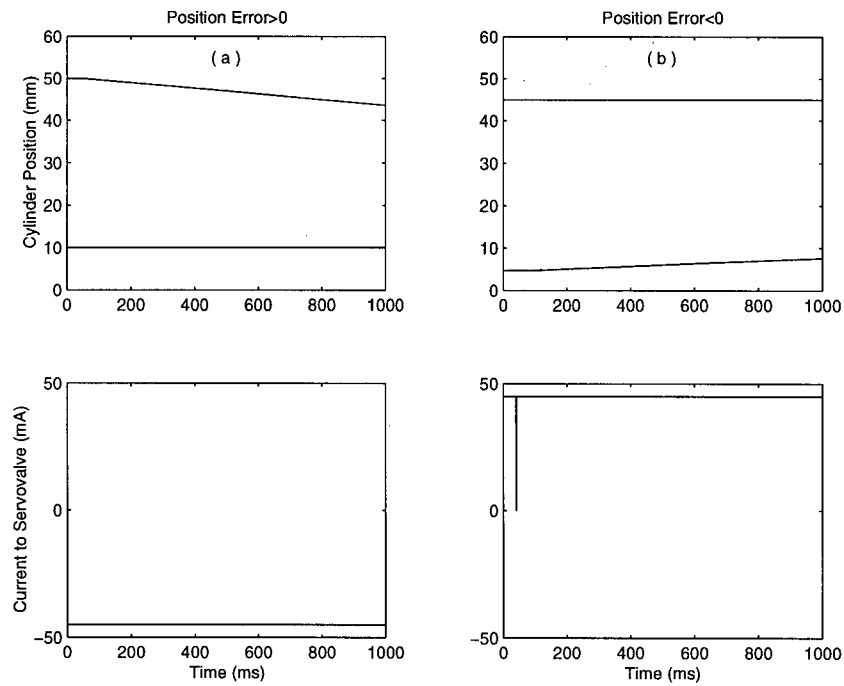 Position Error>0
Position Error<0
( a )
( b )
Cylinder Position (mm)
60
50
40
30
20
10
0
0 200 400 600 800 1000
60
50
40
30
20
10
0
0 200 400 600 800 1000
Current to Servovalve (mA)
50
0
−50
0 200 400 600 800 1000
Time (ms)
50
0
−50
0 200 400 600 800 1000
Time (ms)